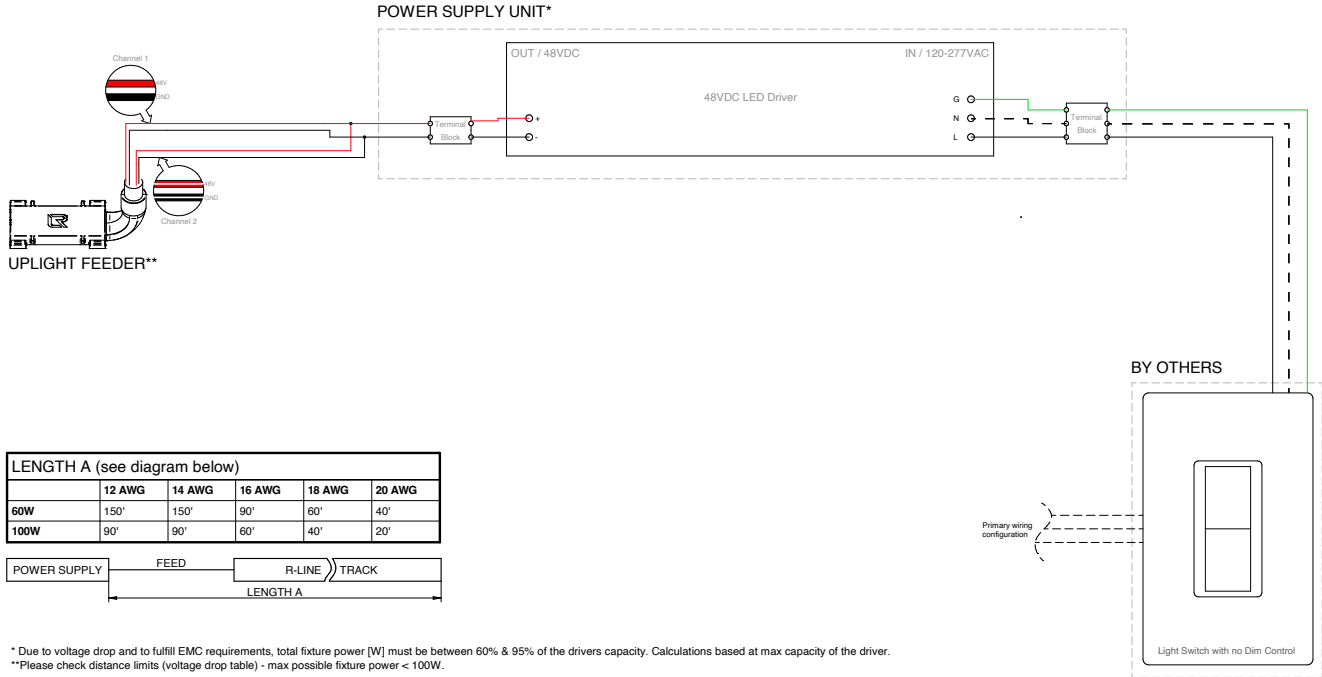 POWER SUPPLY UNIT*
OUT / 48VDC
IN / 120-277VAC
48VDC LED Driver
Channel 1
48V
GND
G
N
L
+
-
Terminal
Block
Terminal
Block
48V
GND
Channel 2
UPLIGHT FEEDER**
BY OTHERS
Primary wiring
configuration
Light Switch with no Dim Control
LENGTH A (see diagram below)
12 AWG 14 AWG 16 AWG 18 AWG 20 AWG
60W 150' 150' 90' 60' 40'
100W 90' 90' 60' 40' 20'
POWER SUPPLY FEED R-LINE TRACK
LENGTH A
* Due to voltage drop and to fulfill EMC requirements, total fixture power [W] must be between 60% & 95% of the drivers capacity. Calculations based at max capacity of the driver.
**Please check distance limits (voltage drop table) - max possible fixture power < 100W.